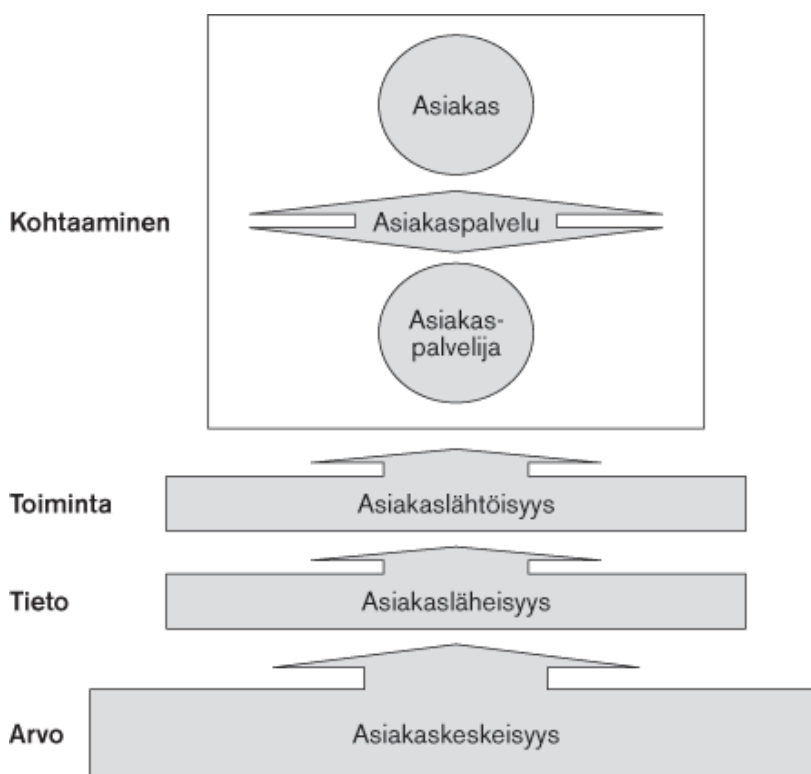 Asiakas
Kohtaaminen
Asiakaspalvelu
Asiakas-
palvelija
Toiminta
Asiakaslähtöisyys
Tieto
Asiakasläheisyys
Arvo
Asiakaskeskeisyys